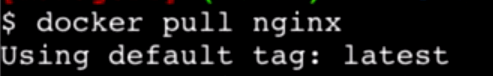 $ docker pull nginx
Using default tag: latest